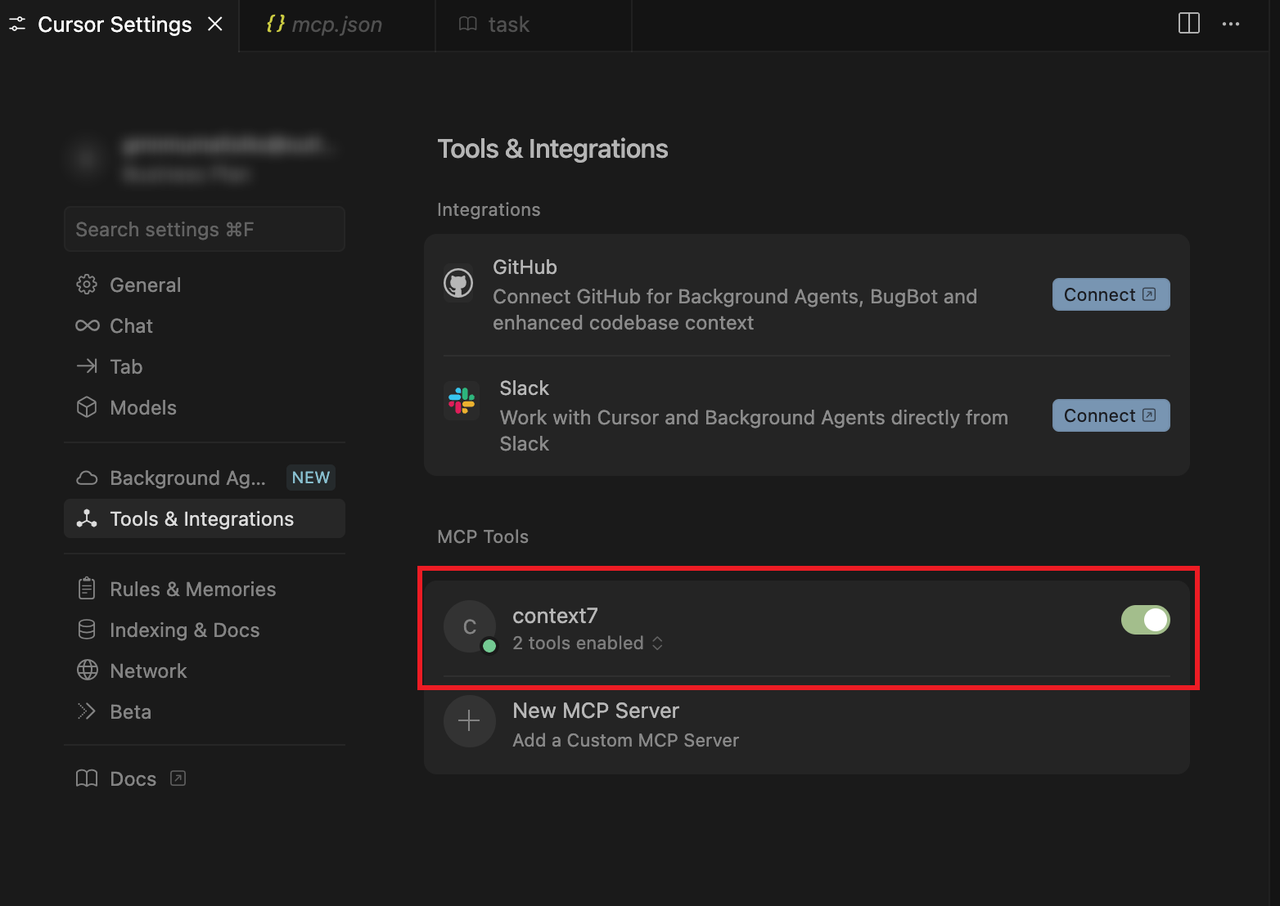 Cursor Settings
{} mcp.json
task
Search settings ⌘F
General
Chat
Tab
Models
Background Ag... NEW
Tools & Integrations
Rules & Memories
Indexing & Docs
Network
Beta
Docs
Tools & Integrations
Integrations
GitHub
Connect GitHub for Background Agents, BugBot and
enhanced codebase context
Connect
Slack
Work with Cursor and Background Agents directly from
Slack
Connect
MCP Tools
C
context7
2 tools enabled
New MCP Server
Add a Custom MCP Server